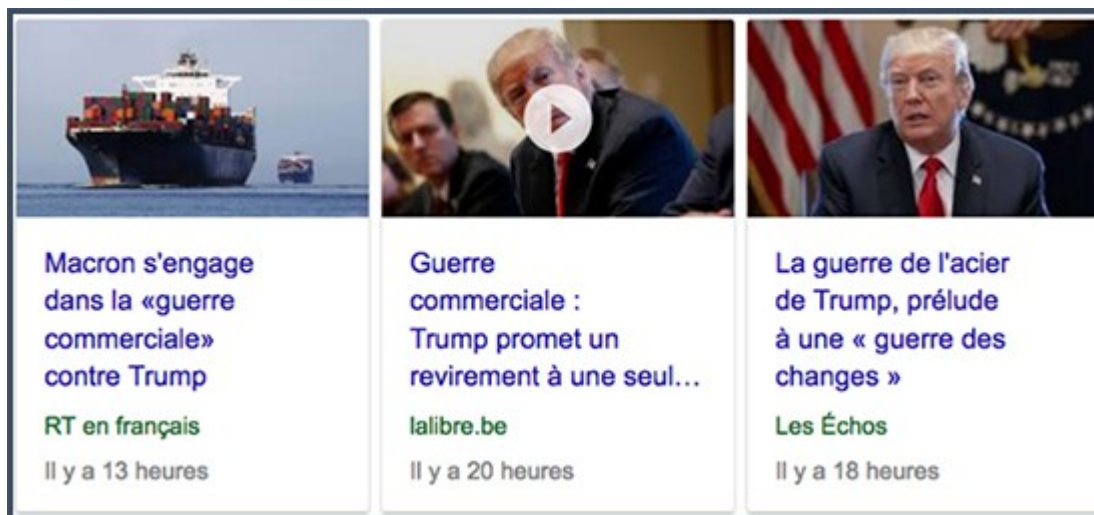 Macron s'engage
dans la «guerre
commerciale»
contre Trump
RT en français
Il y a 13 heures
Guerre
commerciale :
Trump promet un
revirement à une seul...
lalibre.be
Il y a 20 heures
La guerre de l'acier
de Trump, prélude
à une « guerre des
changes »
Les Échos
Il y a 18 heures